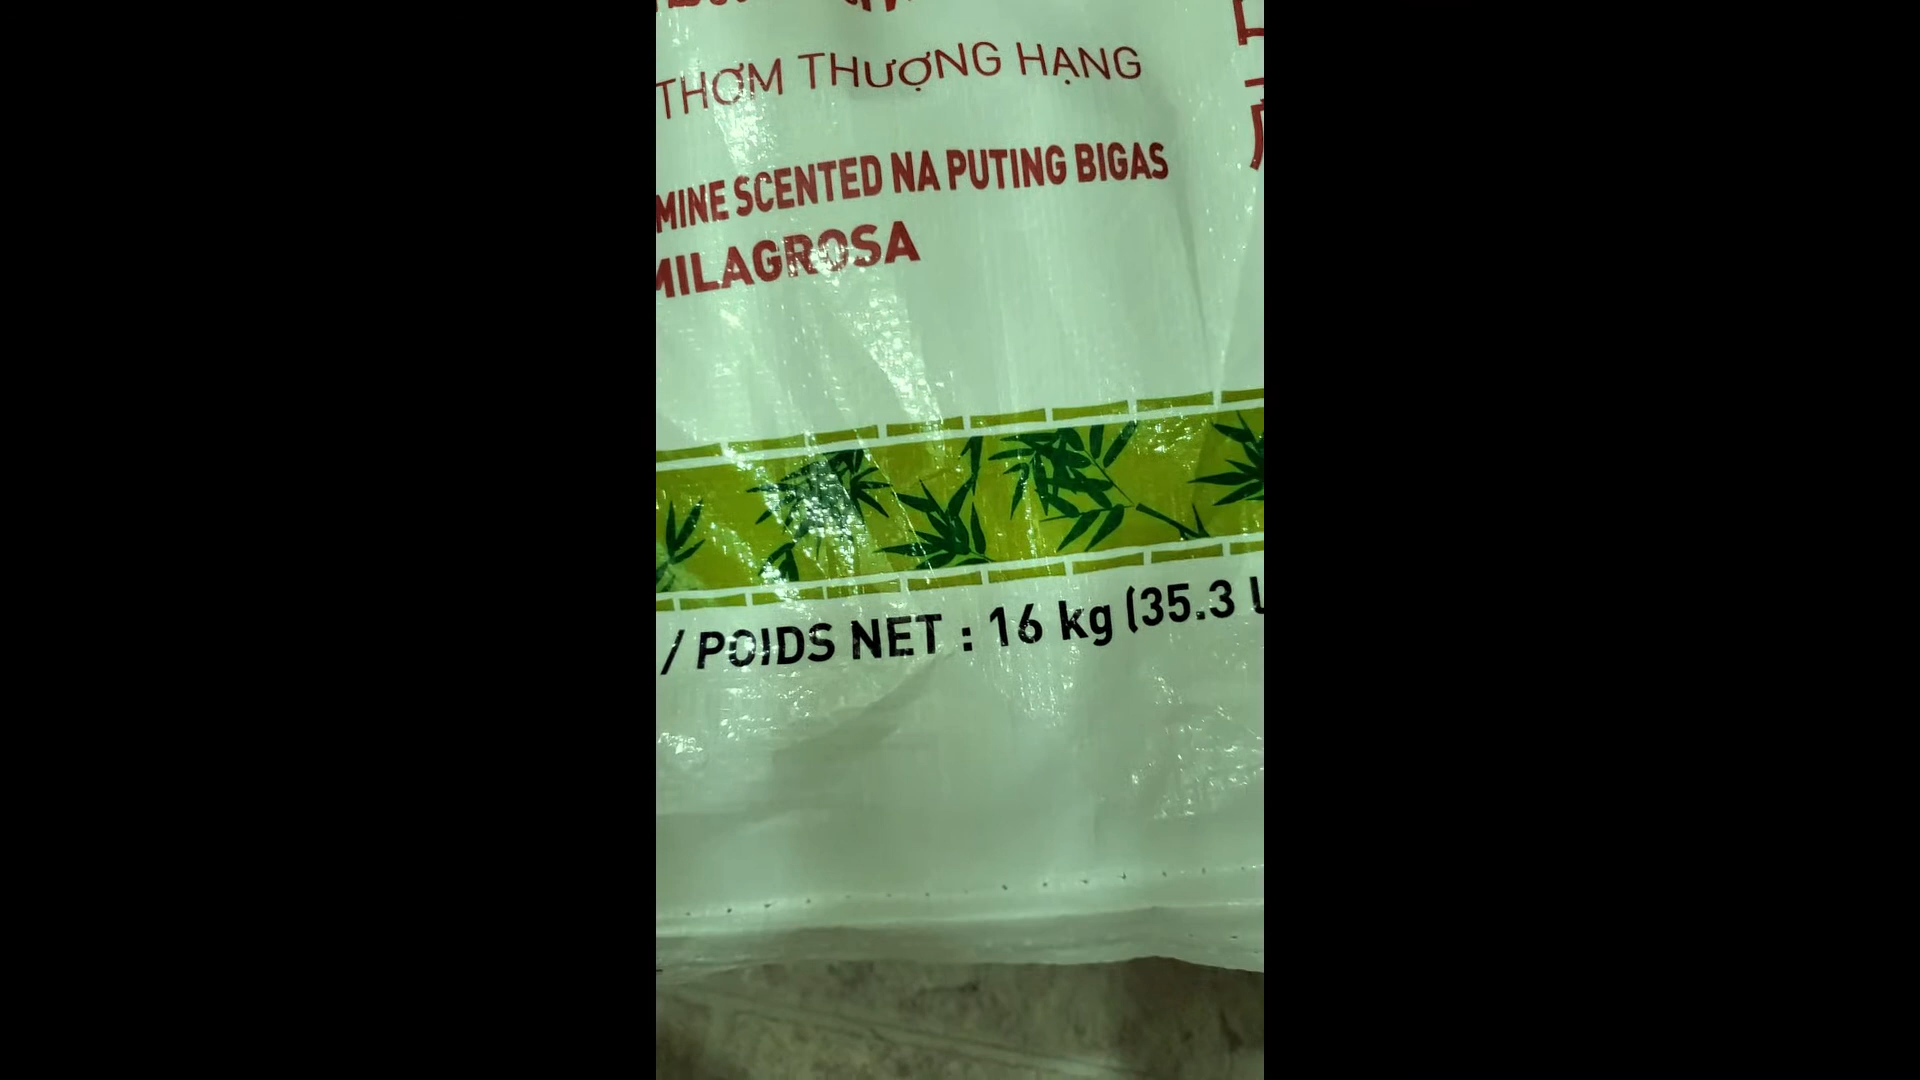 THƠM THƯỢNG HẠNG
MINE SCENTED NA PUTING BIGAS
MILAGROSA
/ POIDS NET : 16 kg (35.3 L